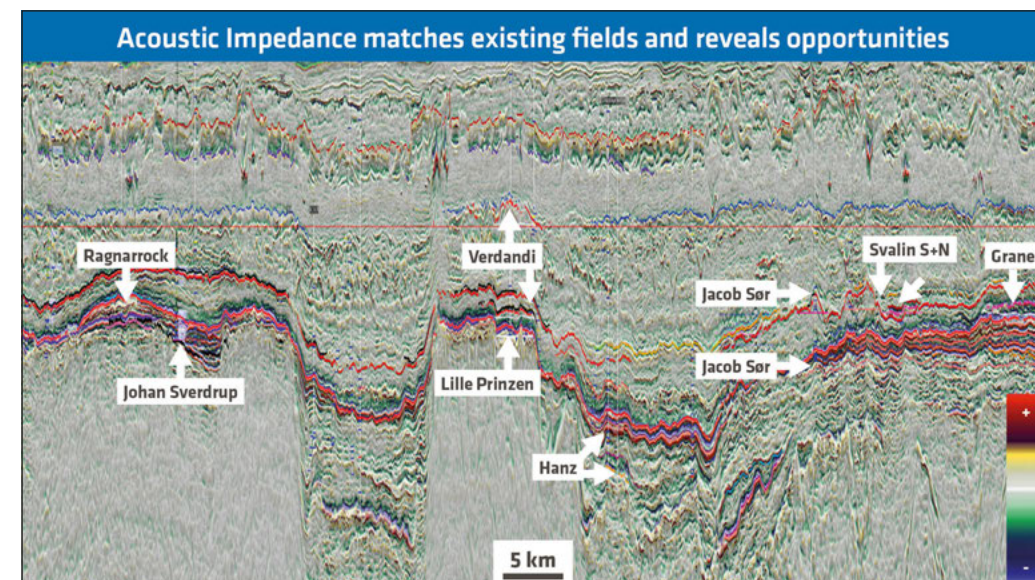 Acoustic Impedance matches existing fields and reveals opportunities
Ragnarrock
Verdandi
Svalin S+N
Grane
Jacob Sør
Johan Sverdrup
Lille Prinzen
Jacob Sør
Hanz
5 km
+
-